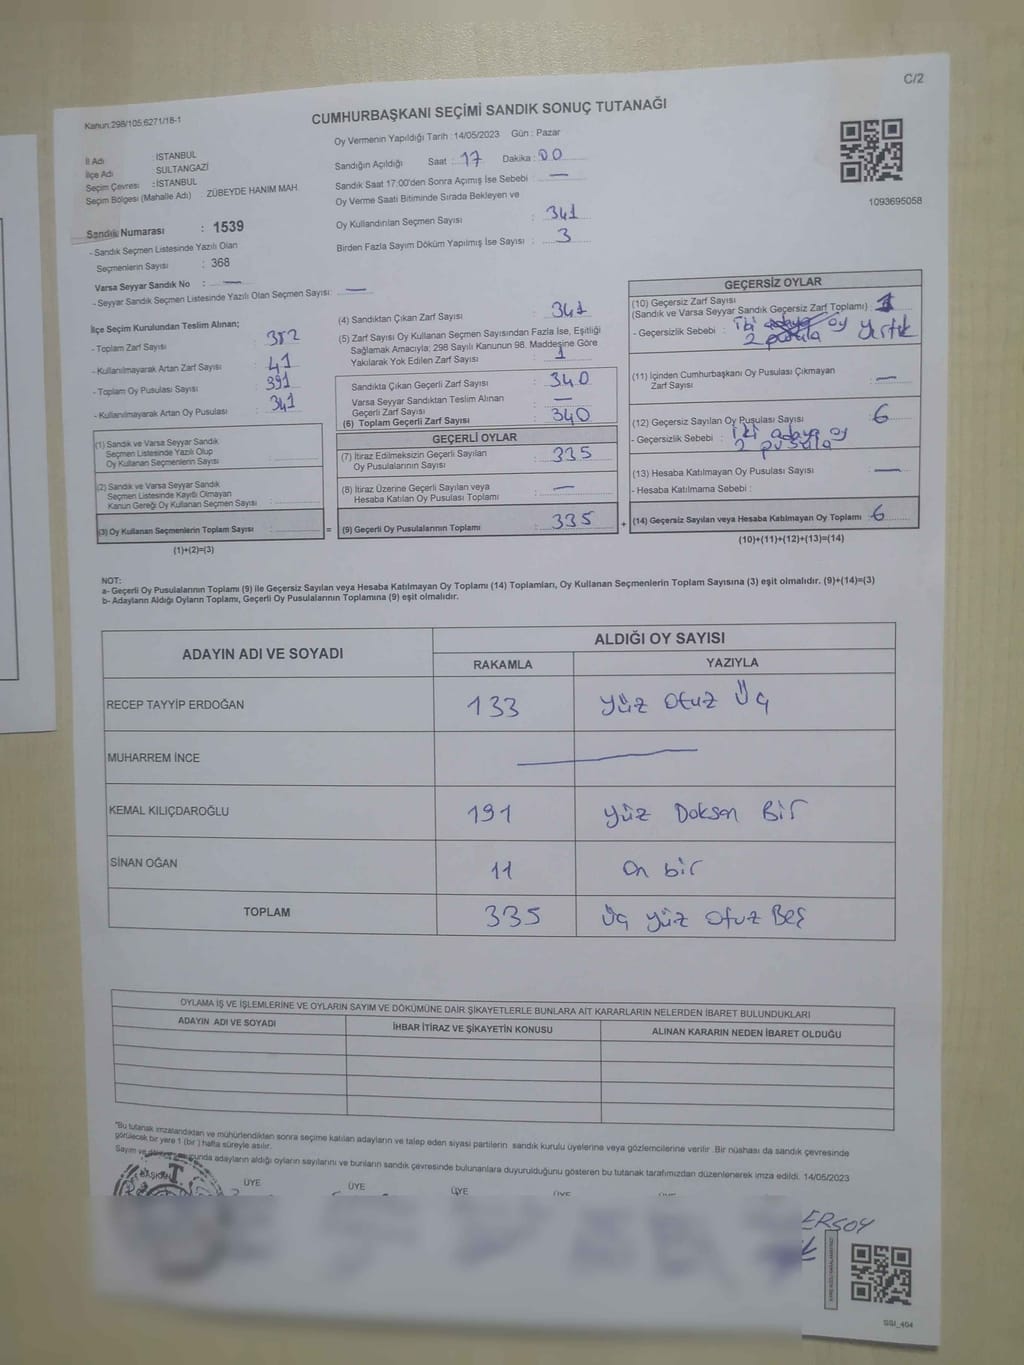 C/2
Kanun:298/105;6271/18-1
CUMHURBAŞKANI SEÇİMİ SANDIK SONUÇ TUTANAĞI
Oy Vermenin Yapıldığı Tarih : 14/05/2023 Gün : Pazar
İl Adı : İSTANBUL
İlçe Adı SULTANGAZİ
Seçim Çevresi : İSTANBUL
Seçim Bölgesi (Mahalle Adı) : ZÜBEYDE HANIM MAH.
Sandık Numarası : 1539
- Sandık Seçmen Listesinde Yazılı Olan
Seçmenlerin Sayısı : 368
Varsa Seyyar Sandık No : —
- Seyyar Sandık Seçmen Listesinde Yazılı Olan Seçmen Sayısı : —
Sandığın Açıldığı Saat : 17 Dakika : 00
Sandık Saat 17:00'den Sonra Açılmış İse Sebebi : —
Oy Verme Saati Bitiminde Sırada Bekleyen ve
Oy Kullandırılan Seçmen Sayısı : 341
Birden Fazla Sayım Döküm Yapılmış İse Sayısı : 3
1093695058
İlçe Seçim Kurulundan Teslim Alınan;
- Toplam Zarf Sayısı : 382
- Kullanılmayarak Artan Zarf Sayısı : 41
- Toplam Oy Pusulası Sayısı : 391
- Kullanılmayarak Artan Oy Pusulası : 341
(1) Sandık ve Varsa Seyyar Sandık
Seçmen Listesinde Yazılı Olup
Oy Kullanan Seçmenlerin Sayısı :
(2) Sandık ve Varsa Seyyar Sandık
Seçmen Listesinde Kayıtlı Olmayan
Kanun Gereği Oy Kullanan Seçmen Sayısı :
(3) Oy Kullanan Seçmenlerin Toplam Sayısı : =
(1)+(2)=(3)
(4) Sandıktan Çıkan Zarf Sayısı : 341
(5) Zarf Sayısı Oy Kullanan Seçmen Sayısından Fazla İse, Eşitliği
Sağlamak Amacıyla; 298 Sayılı Kanunun 98. Maddesine Göre
Yakılarak Yok Edilen Zarf Sayısı : 1
Sandıkta Çıkan Geçerli Zarf Sayısı : 340
Varsa Seyyar Sandıktan Teslim Alınan
Geçerli Zarf Sayısı : —
(6) Toplam Geçerli Zarf Sayısı : 340
GEÇERLİ OYLAR
(7) İtiraz Edilmeksizin Geçerli Sayılan
Oy Pusulalarının Sayısı : 335
(8) İtiraz Üzerine Geçerli Sayılan veya
Hesaba Katılan Oy Pusulası Toplamı : —
(9) Geçerli Oy Pusulalarının Toplamı : 335 +
GEÇERSİZ OYLAR
(10) Geçersiz Zarf Sayısı
(Sandık ve Varsa Seyyar Sandık Geçersiz Zarf Toplamı) : 1
- Geçersizlik Sebebi : iki adaya oy
2 pusula yırtık
(11) İçinden Cumhurbaşkanı Oy Pusulası Çıkmayan
Zarf Sayısı : —
(12) Geçersiz Sayılan Oy Pusulası Sayısı : 6
- Geçersizlik Sebebi : iki adaya oy
2 pusula
(13) Hesaba Katılmayan Oy Pusulası Sayısı : —
- Hesaba Katılmama Sebebi :
(14) Geçersiz Sayılan veya Hesaba Katılmayan Oy Toplamı : 6
(10)+(11)+(12)+(13)=(14)
NOT:
a- Geçerli Oy Pusulalarının Toplamı (9) ile Geçersiz Sayılan veya Hesaba Katılmayan Oy Toplamı (14) Toplamları, Oy Kullanan Seçmenlerin Toplam Sayısına (3) eşit olmalıdır. (9)+(14)=(3)
b- Adayların Aldığı Oyların Toplamı, Geçerli Oy Pusulalarının Toplamına (9) eşit olmalıdır.
ADAYIN ADI VE SOYADI
ALDIĞI OY SAYISI
RAKAMLA YAZIYLA
RECEP TAYYİP ERDOĞAN 133 Yüz Otuz Üç
MUHARREM İNCE —
KEMAL KILIÇDAROĞLU 191 Yüz Doksan Bir
SİNAN OĞAN 11 On bir
TOPLAM 335 Üç Yüz Otuz Beş
OYLAMA İŞ VE İŞLEMLERİNE VE OYLARIN SAYIM VE DÖKÜMÜNE DAİR ŞİKAYETLERLE BUNLARA AİT KARARLARIN NELERDEN İBARET BULUNDUKLARI
ADAYIN ADI VE SOYADI İHBAR İTİRAZ VE ŞİKAYETİN KONUSU ALINAN KARARIN NEDEN İBARET OLDUĞU
*Bu tutanak imzalandıktan ve mühürlendikten sonra seçime katılan adayların ve talep eden siyasi partilerin sandık kurulu üyelerine veya gözlemcilerine verilir. Bir nüshası da sandık çevresinde
görülecek bir yere 1 (bir) hafta süreyle asılır.
Sayım ve adayların aldığı oyların sayılarını ve bunların sandık çevresinde bulunanlara duyurulduğunu gösteren bu tutanak tarafımızdan düzenlenerek imza edildi. 14/05/2023
BAŞKAN ÜYE ÜYE ÜYE ÜYE
ERSOY
SSI_404